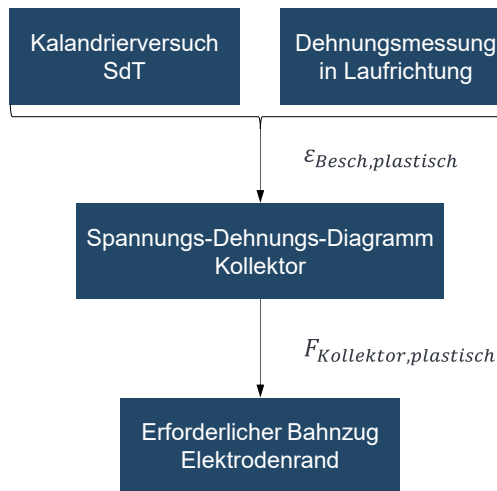 Kalandrierversuch
SdT
Dehnungsmessung
in Laufrichtung
εBesch,plastisch
Spannungs-Dehnungs-Diagramm
Kollektor
FKollektor,plastisch
Erforderlicher Bahnzug
Elektrodenrand